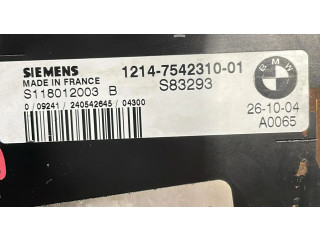 SIEMENS 1214-7542310-01
MADE IN FRANCE S83293
S118012003 B
0 / 09241 / 240542645 / 04300
BMW
26-10-04
A0065